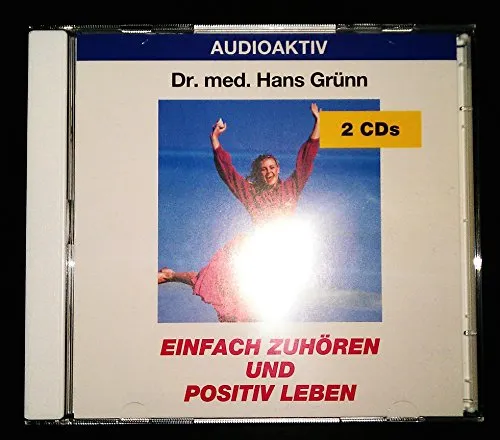 AUDIOAKTIV
Dr. med. Hans Grünn
2 CDs
EINFACH ZUHÖREN
UND
POSITIV LEBEN